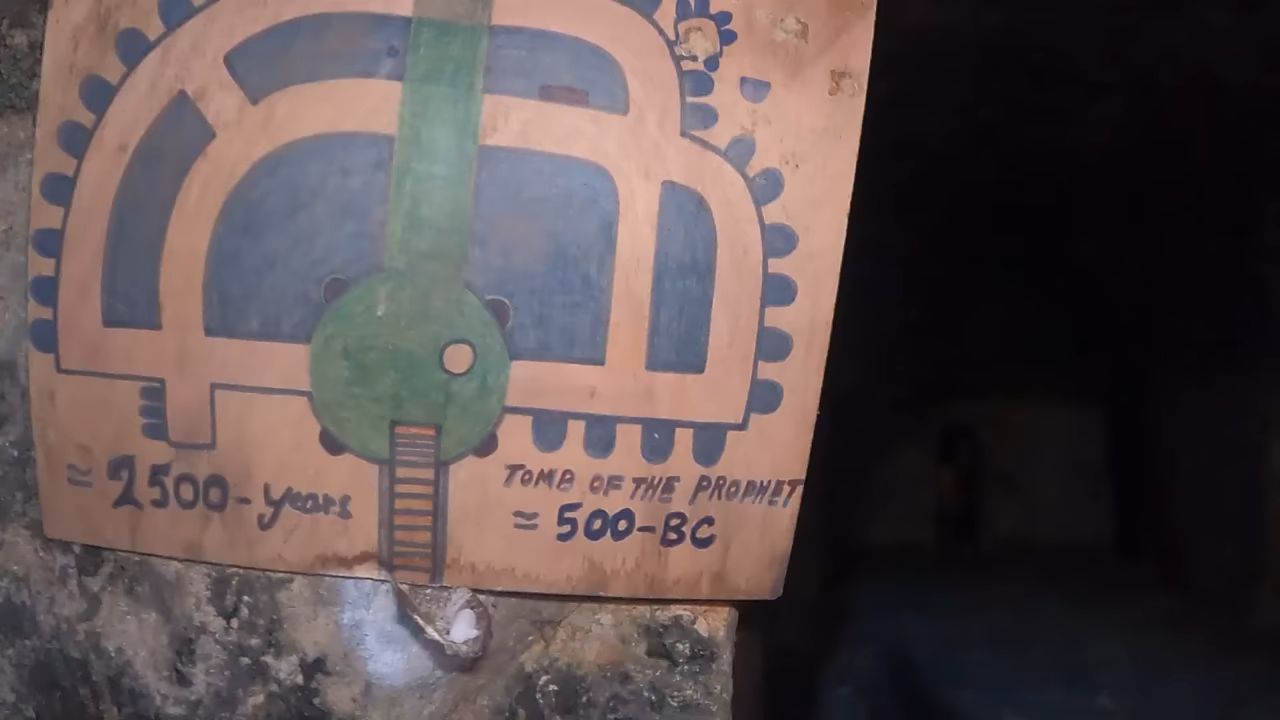 ≃ 2500-years
TOMB OF THE PROPHET
≃ 500-BC